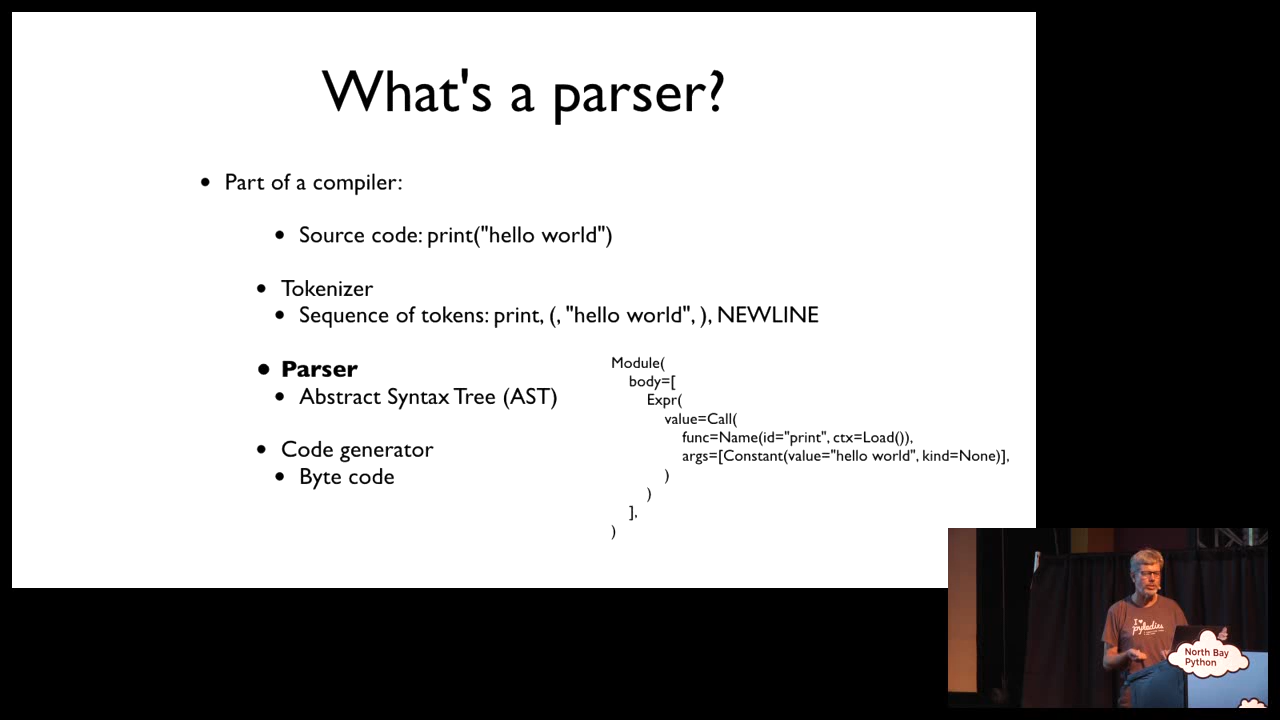 What's a parser?
• Part of a compiler:
• Source code: print("hello world")
• Tokenizer
• Sequence of tokens: print, (, "hello world", ), NEWLINE
• Parser
• Abstract Syntax Tree (AST)
• Code generator
• Byte code
Module(
body=[
Expr(
value=Call(
func=Name(id="print", ctx=Load()),
args=[Constant(value="hello world", kind=None)],
)
)
],
)
I ♥
pyladies
North Bay
Python